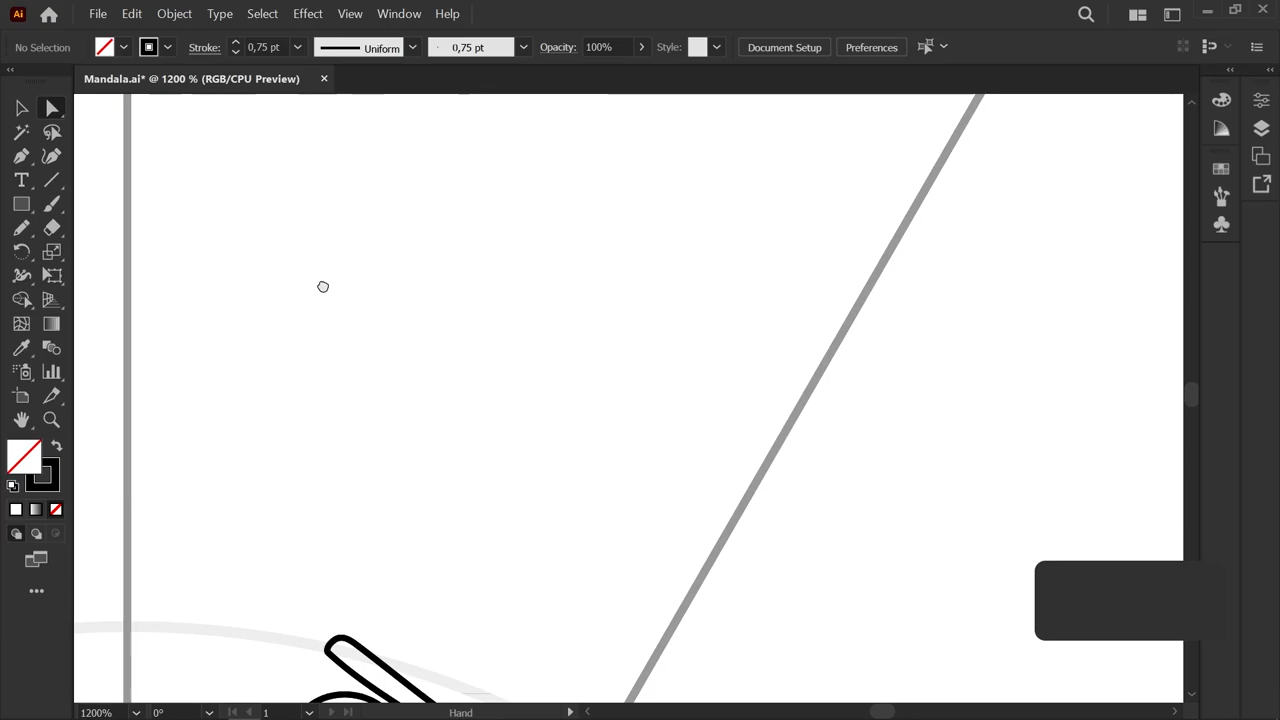 Ai File Edit Object Type Select Effect View Window Help
No Selection Stroke: 0,75 pt Uniform 0,75 pt Opacity: 100% Style: Document Setup Preferences
Mandala.ai* @ 1200 % (RGB/CPU Preview)
1200% 0° 1 Hand